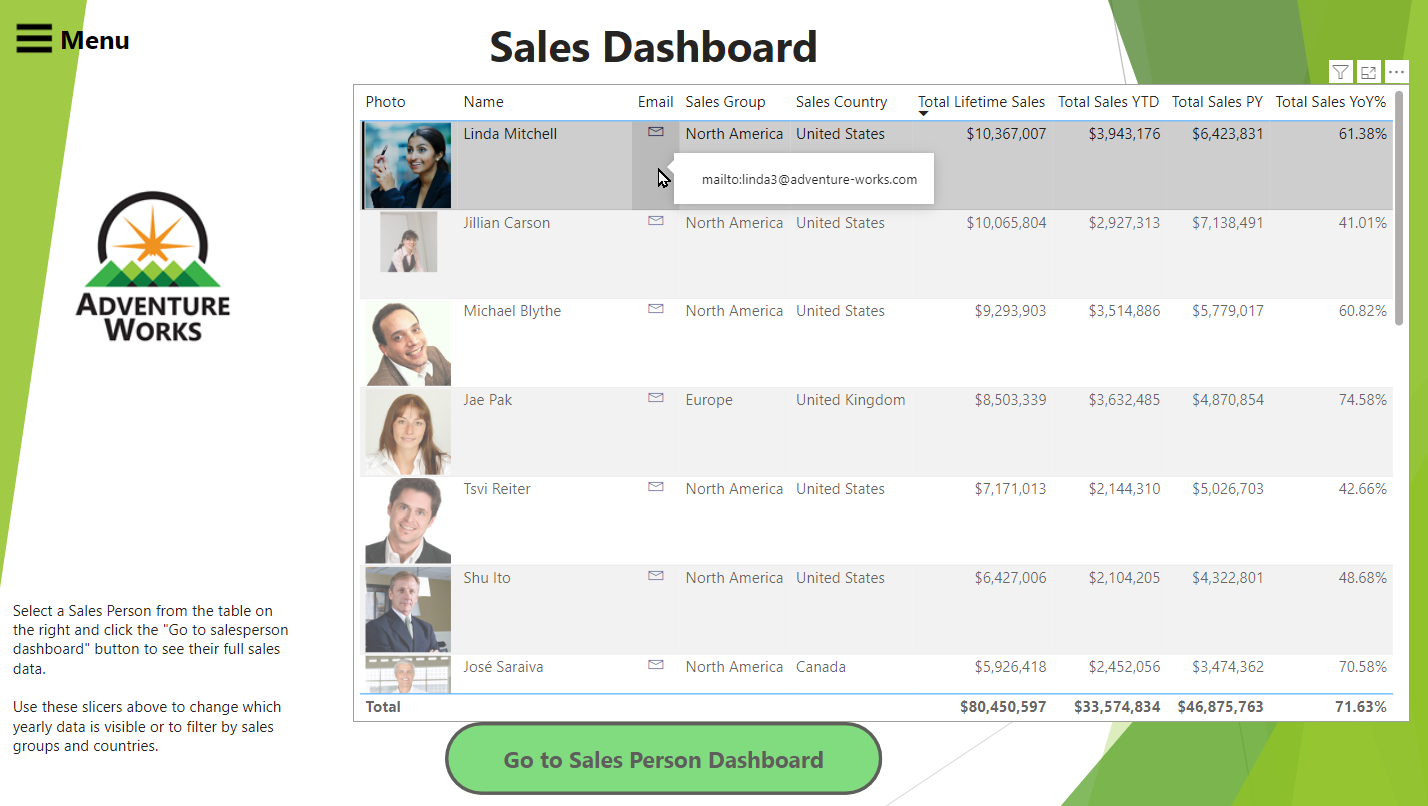 Menu
Sales Dashboard
Photo Name Email Sales Group Sales Country Total Lifetime Sales Total Sales YTD Total Sales PY Total Sales YoY%
Linda Mitchell North America United States $10,367,007 $3,943,176 $6,423,831 61.38%
mailto:linda3@adventure-works.com
Jillian Carson North America United States $10,065,804 $2,927,313 $7,138,491 41.01%
Michael Blythe North America United States $9,293,903 $3,514,886 $5,779,017 60.82%
Jae Pak Europe United Kingdom $8,503,339 $3,632,485 $4,870,854 74.58%
Tsvi Reiter North America United States $7,171,013 $2,144,310 $5,026,703 42.66%
Shu Ito North America United States $6,427,006 $2,104,205 $4,322,801 48.68%
José Saraiva North America Canada $5,926,418 $2,452,056 $3,474,362 70.58%
Total $80,450,597 $33,574,834 $46,875,763 71.63%
ADVENTURE
WORKS
Select a Sales Person from the table on
the right and click the "Go to salesperson
dashboard" button to see their full sales
data.
Use these slicers above to change which
yearly data is visible or to filter by sales
groups and countries.
Go to Sales Person Dashboard